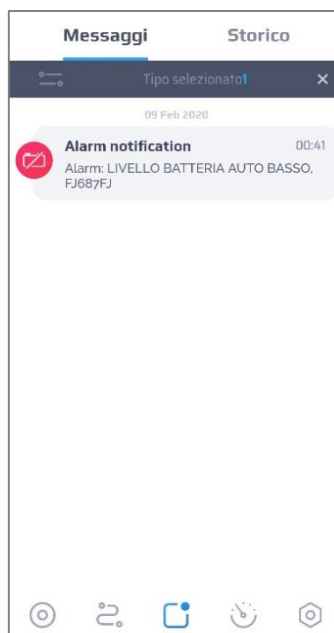 Messaggi Storico
Tipo selezionato1
09 Feb 2020
Alarm notification 00:41
Alarm: LIVELLO BATTERIA AUTO BASSO,
FJ687FJ